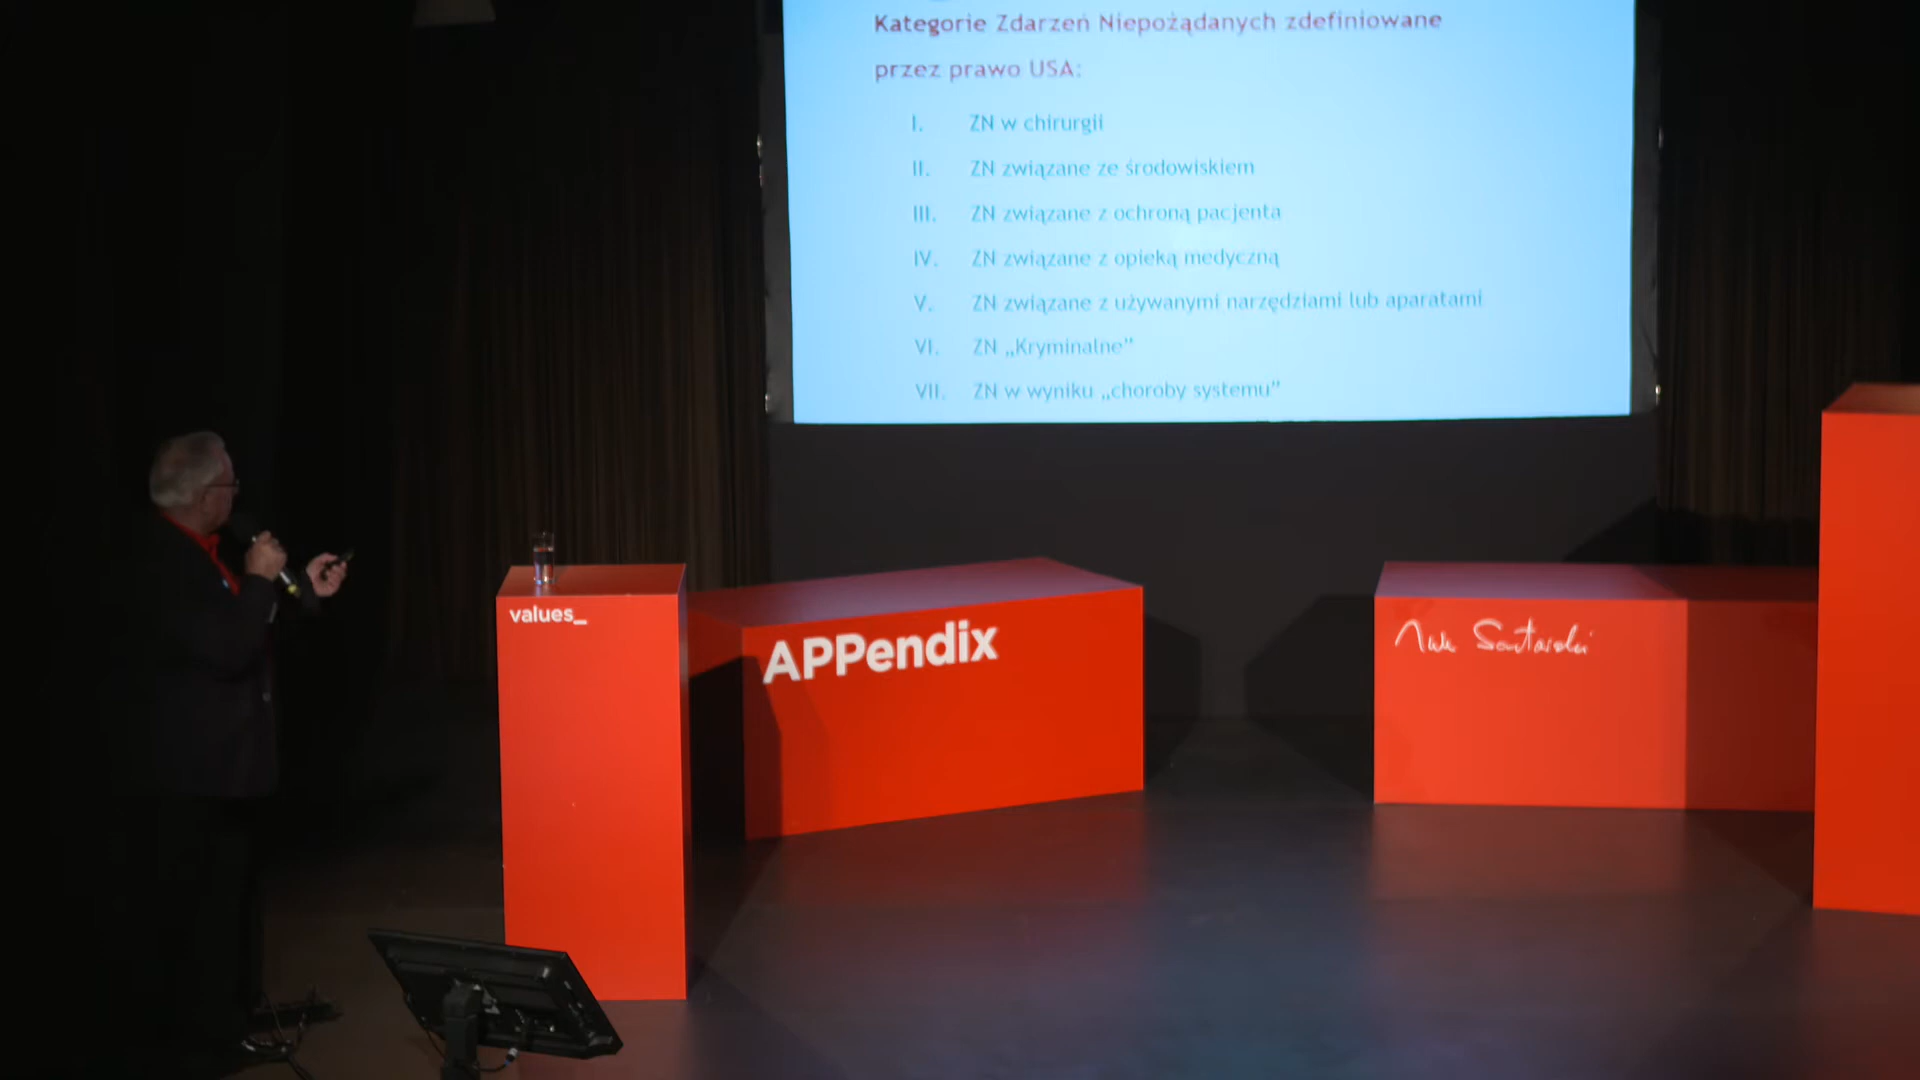 Kategorie Zdarzeń Niepożądanych zdefiniowane
przez prawo USA:
I. ZN w chirurgii
II. ZN związane ze środowiskiem
III. ZN związane z ochroną pacjenta
IV. ZN związane z opieką medyczną
V. ZN związane z używanymi narzędziami lub aparatami
VI. ZN „Kryminalne”
VII. ZN w wyniku „choroby systemu”
values_
APPendix